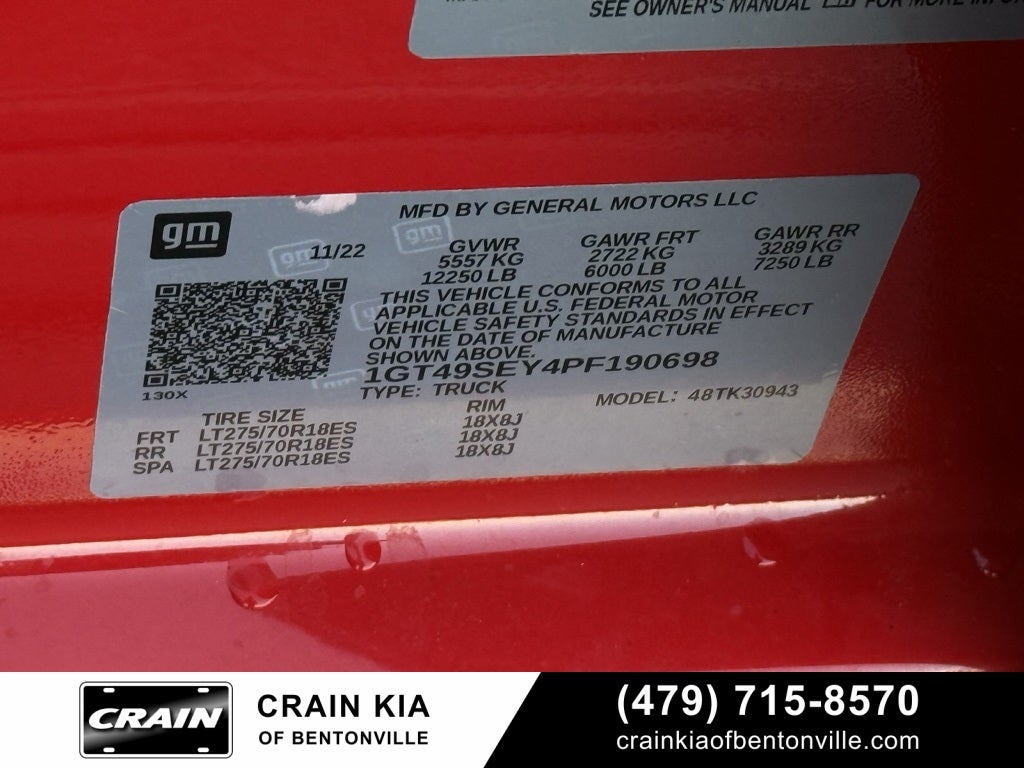 SEE OWNER'S MANUAL FOR MORE
gm
MFD BY GENERAL MOTORS LLC
11/22
GVWR GAWR FRT GAWR RR
5557 KG 2722 KG 3289 KG
12250 LB 6000 LB 7250 LB
THIS VEHICLE CONFORMS TO ALL
APPLICABLE U.S. FEDERAL MOTOR
VEHICLE SAFETY STANDARDS IN EFFECT
ON THE DATE OF MANUFACTURE
SHOWN ABOVE.
1GT49SEY4PF190698
130X
TYPE: TRUCK MODEL: 48TK30943
TIRE SIZE RIM
FRT LT275/70R18ES 18X8J
RR LT275/70R18ES 18X8J
SPA LT275/70R18ES 18X8J
CRAIN
CRAIN KIA
OF BENTONVILLE
(479) 715-8570
crainkiaofbentonville.com